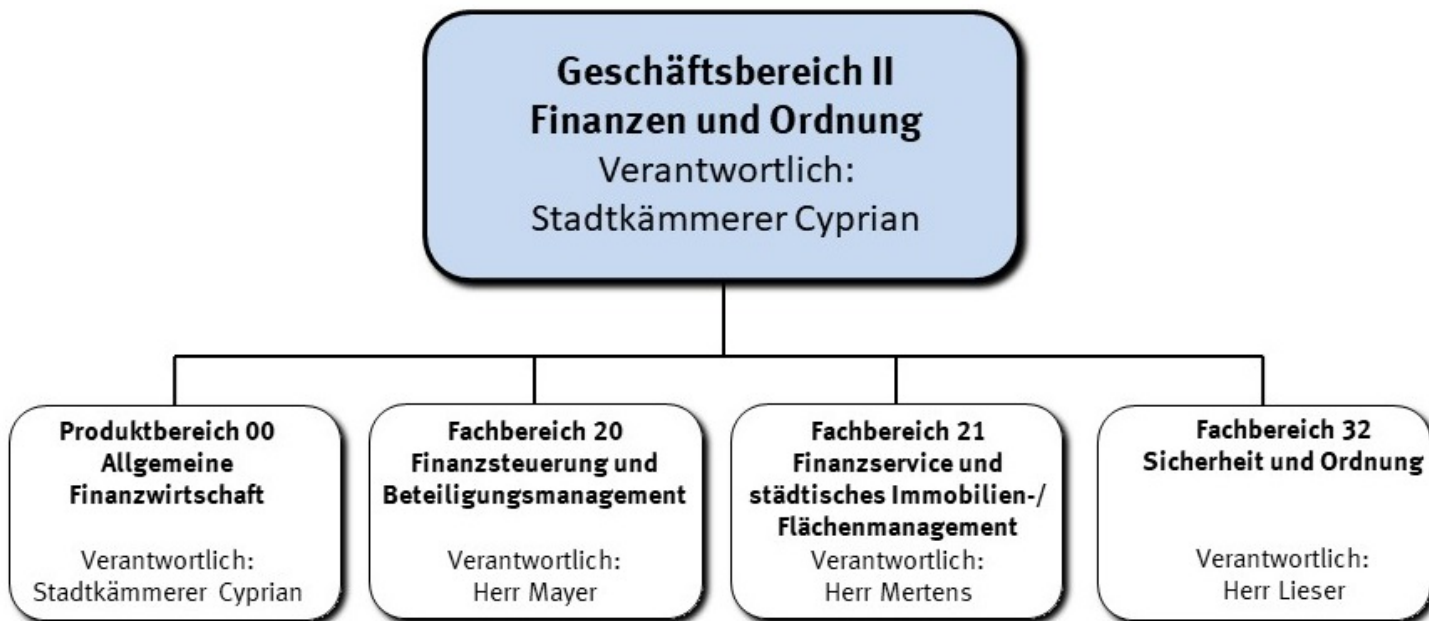 Geschäftsbereich II
Finanzen und Ordnung
Verantwortlich:
Stadtkämmerer Cyprian
Produktbereich 00
Allgemeine
Finanzwirtschaft
Verantwortlich:
Stadtkämmerer Cyprian
Fachbereich 20
Finanzsteuerung und
Beteiligungsmanagement
Verantwortlich:
Herr Mayer
Fachbereich 21
Finanzservice und
städtisches Immobilien-/
Flächenmanagement
Verantwortlich:
Herr Mertens
Fachbereich 32
Sicherheit und Ordnung
Verantwortlich:
Herr Lieser